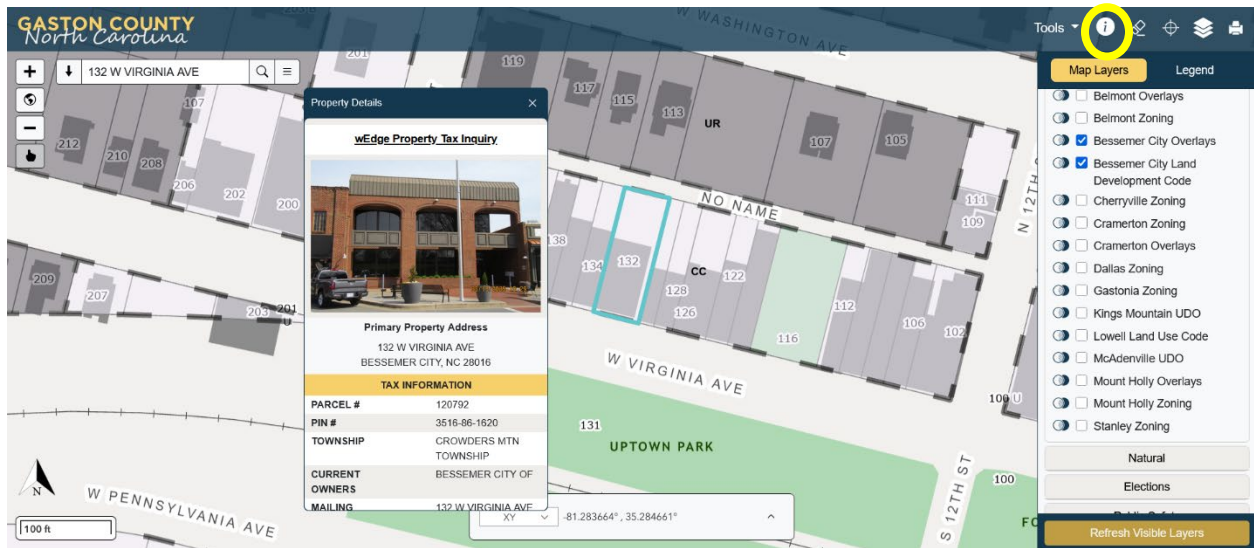 GASTON COUNTY
North Carolina
W WASHINGTON AVE
Tools
i
132 W VIRGINIA AVE
Map Layers
Legend
Property Details
wEdge Property Tax Inquiry
Primary Property Address
132 W VIRGINIA AVE
BESSEMER CITY, NC 28016
TAX INFORMATION
PARCEL # 120792
PIN # 3516-86-1620
TOWNSHIP CROWDERS MTN
TOWNSHIP
CURRENT BESSEMER CITY OF
OWNERS
MAILING 132 W VIRGINIA AVE
201
119
117
115
113
UR
107
105
107
212
210
208
206
202
200
NO NAME
111
109
N 12TH S
138
134
132
CC
122
128
126
112
106
102
116
209
207
203
201
U
W VIRGINIA AVE
100 U
131
UPTOWN PARK
100
S 12TH ST
FO
W PENNSYLVANIA AVE
N
100 ft
XY
-81.283664° , 35.284661°
Belmont Overlays
Belmont Zoning
Bessemer City Overlays
Bessemer City Land
Development Code
Cherryville Zoning
Cramerton Zoning
Cramerton Overlays
Dallas Zoning
Gastonia Zoning
Kings Mountain UDO
Lowell Land Use Code
McAdenville UDO
Mount Holly Overlays
Mount Holly Zoning
Stanley Zoning
Natural
Elections
Refresh Visible Layers